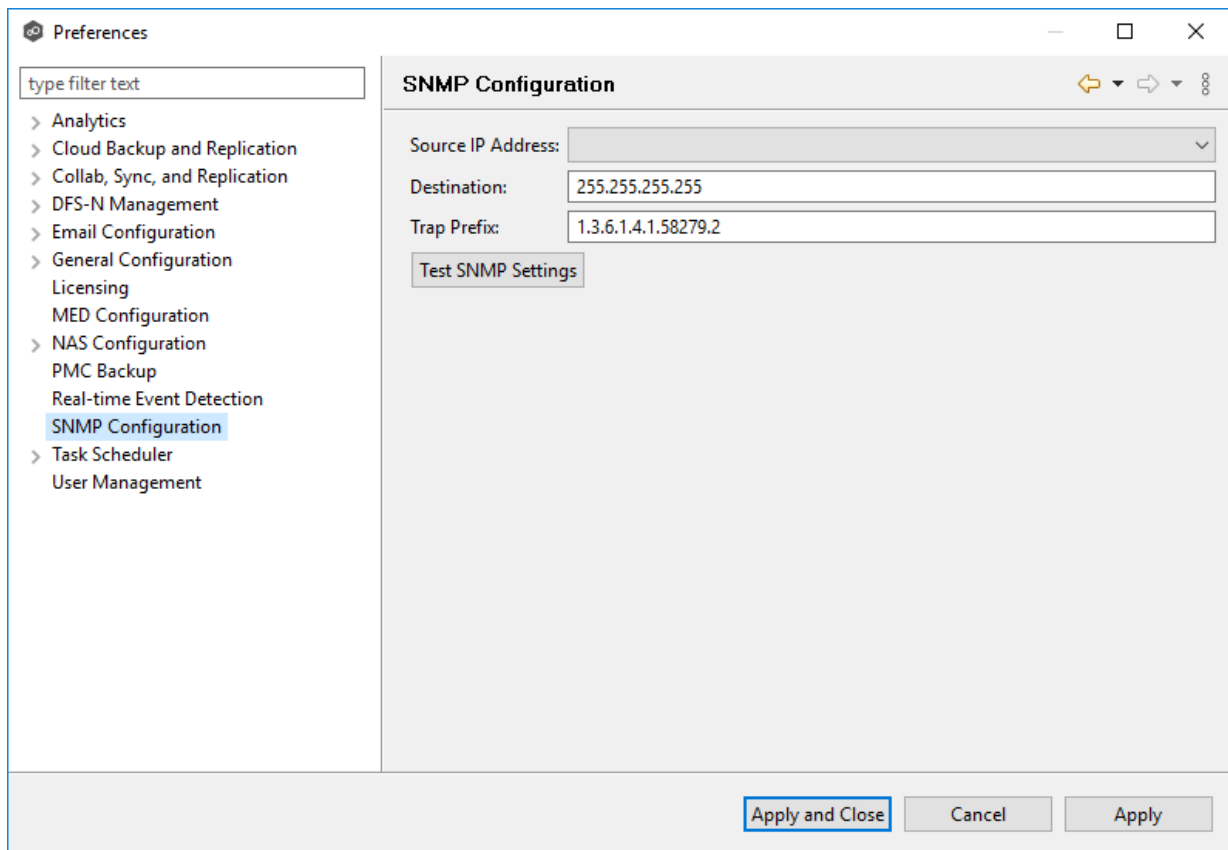 Preferences
type filter text
Analytics
Cloud Backup and Replication
Collab, Sync, and Replication
DFS-N Management
Email Configuration
General Configuration
Licensing
MED Configuration
NAS Configuration
PMC Backup
Real-time Event Detection
SNMP Configuration
Task Scheduler
User Management
SNMP Configuration
Source IP Address:
Destination: 255.255.255.255
Trap Prefix: 1.3.6.1.4.1.58279.2
Test SNMP Settings
Apply and Close Cancel Apply